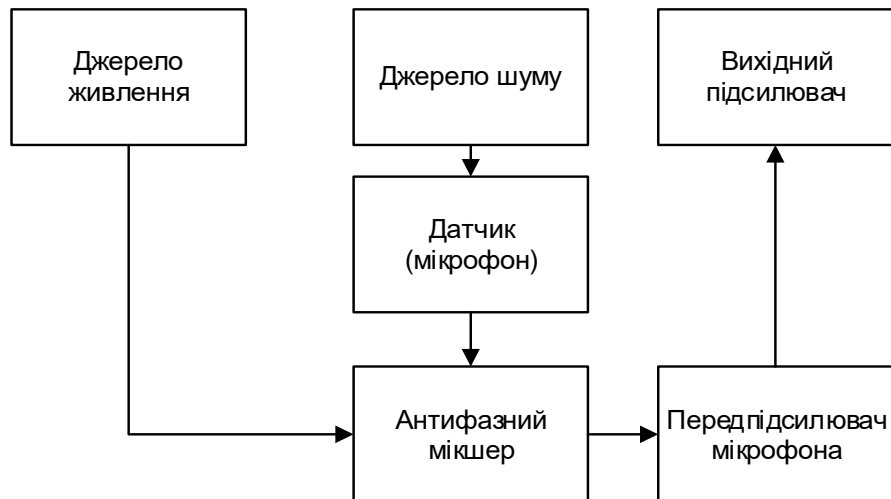 Джерело
живлення
Джерело шуму
Вихідний
підсилювач
Датчик
(мікрофон)
Антифазний
мікшер
Передпідсилювач
мікрофона